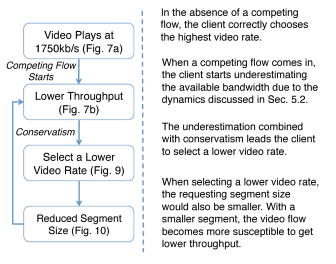 Video Plays at
1750kb/s (Fig. 7a)
Competing Flow
Starts
Lower Throughput
(Fig. 7b)
Conservatism
Select a Lower
Video Rate (Fig. 9)
Reduced Segment
Size (Fig. 10)
In the absence of a competing
flow, the client correctly chooses
the highest video rate.
When a competing flow comes in,
the client starts underestimating
the available bandwidth due to the
dynamics discussed in Sec. 5.2.
The underestimation combined
with conservatism leads the client
to select a lower video rate.
When selecting a lower video rate,
the requesting segment size
would also be smaller. With a
smaller segment, the video flow
becomes more susceptible to get
lower throughput.